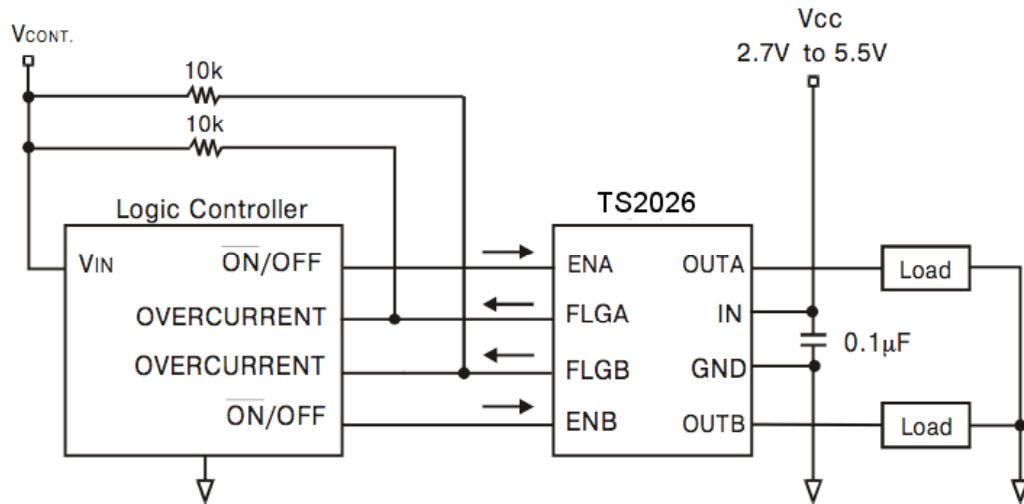 VCONT.
VCC
2.7V to 5.5V
10k
10k
Logic Controller
TS2026
VIN
ON/OFF
OVERCURRENT
OVERCURRENT
ON/OFF
ENA
FLGA
FLGB
ENB
OUTA
IN
GND
OUTB
Load
0.1µF
Load